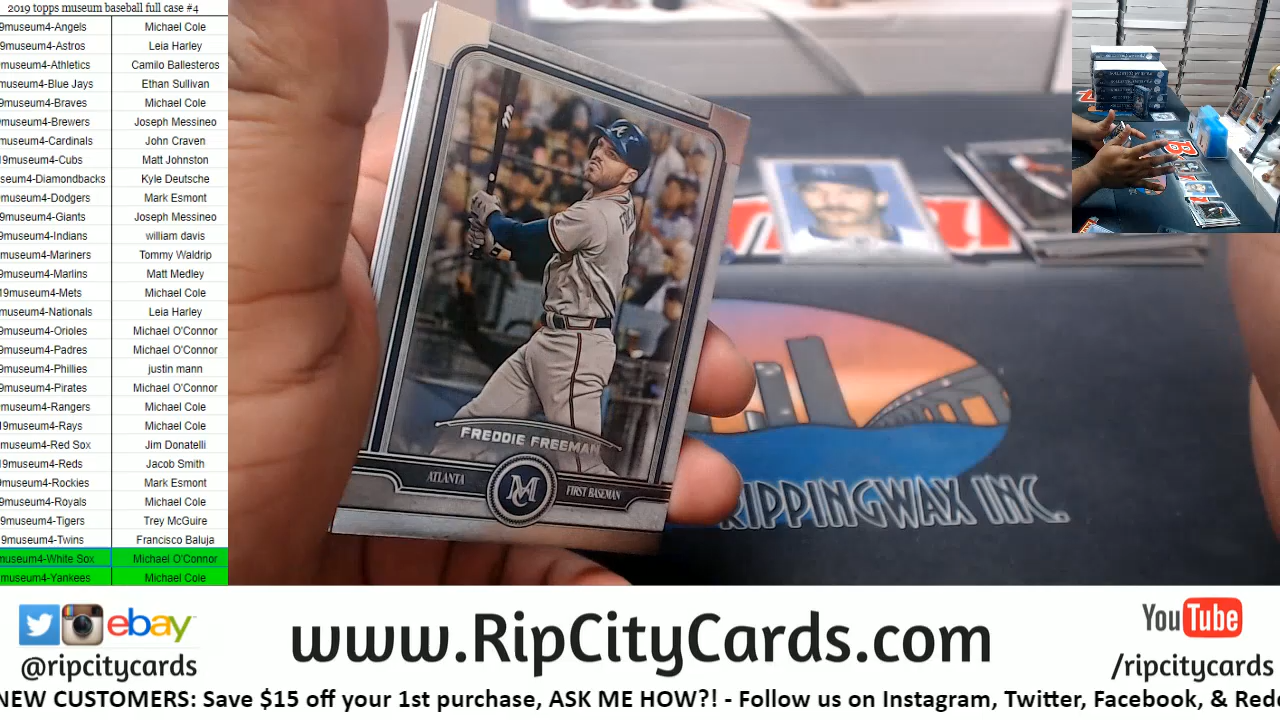 2019 topps museum baseball full case #4
9museum4-Angels Michael Cole
9museum4-Astros Leia Harley
9museum4-Athletics Camilo Ballesteros
museum4-Blue Jays Ethan Sullivan
9museum4-Braves Michael Cole
9museum4-Brewers Joseph Messineo
museum4-Cardinals John Craven
19museum4-Cubs Matt Johnston
seum4-Diamondbacks Kyle Deutsche
9museum4-Dodgers Mark Esmont
9museum4-Giants Joseph Messineo
9museum4-Indians william davis
museum4-Mariners Tommy Waldrip
9museum4-Marlins Matt Medley
19museum4-Mets Michael Cole
museum4-Nationals Leia Harley
9museum4-Orioles Michael O'Connor
9museum4-Padres Michael O'Connor
museum4-Phillies justin mann
9museum4-Pirates Michael O'Connor
museum4-Rangers Michael Cole
19museum4-Rays Michael Cole
museum4-Red Sox Jim Donatelli
19museum4-Reds Jacob Smith
museum4-Rockies Mark Esmont
9museum4-Royals Michael Cole
9museum4-Tigers Trey McGuire
19museum4-Twins Francisco Baluja
museum4-White Sox Michael O'Connor
museum4-Yankees Michael Cole
FREDDIE FREEMAN
ATLANTA MC FIRST BASEMAN
RIPPINGWAX INC.
ebay
@ripcitycards
www.RipCityCards.com
YouTube
/ripcitycards
NEW CUSTOMERS: Save $15 off your 1st purchase, ASK ME HOW?! - Follow us on Instagram, Twitter, Facebook, & Redd